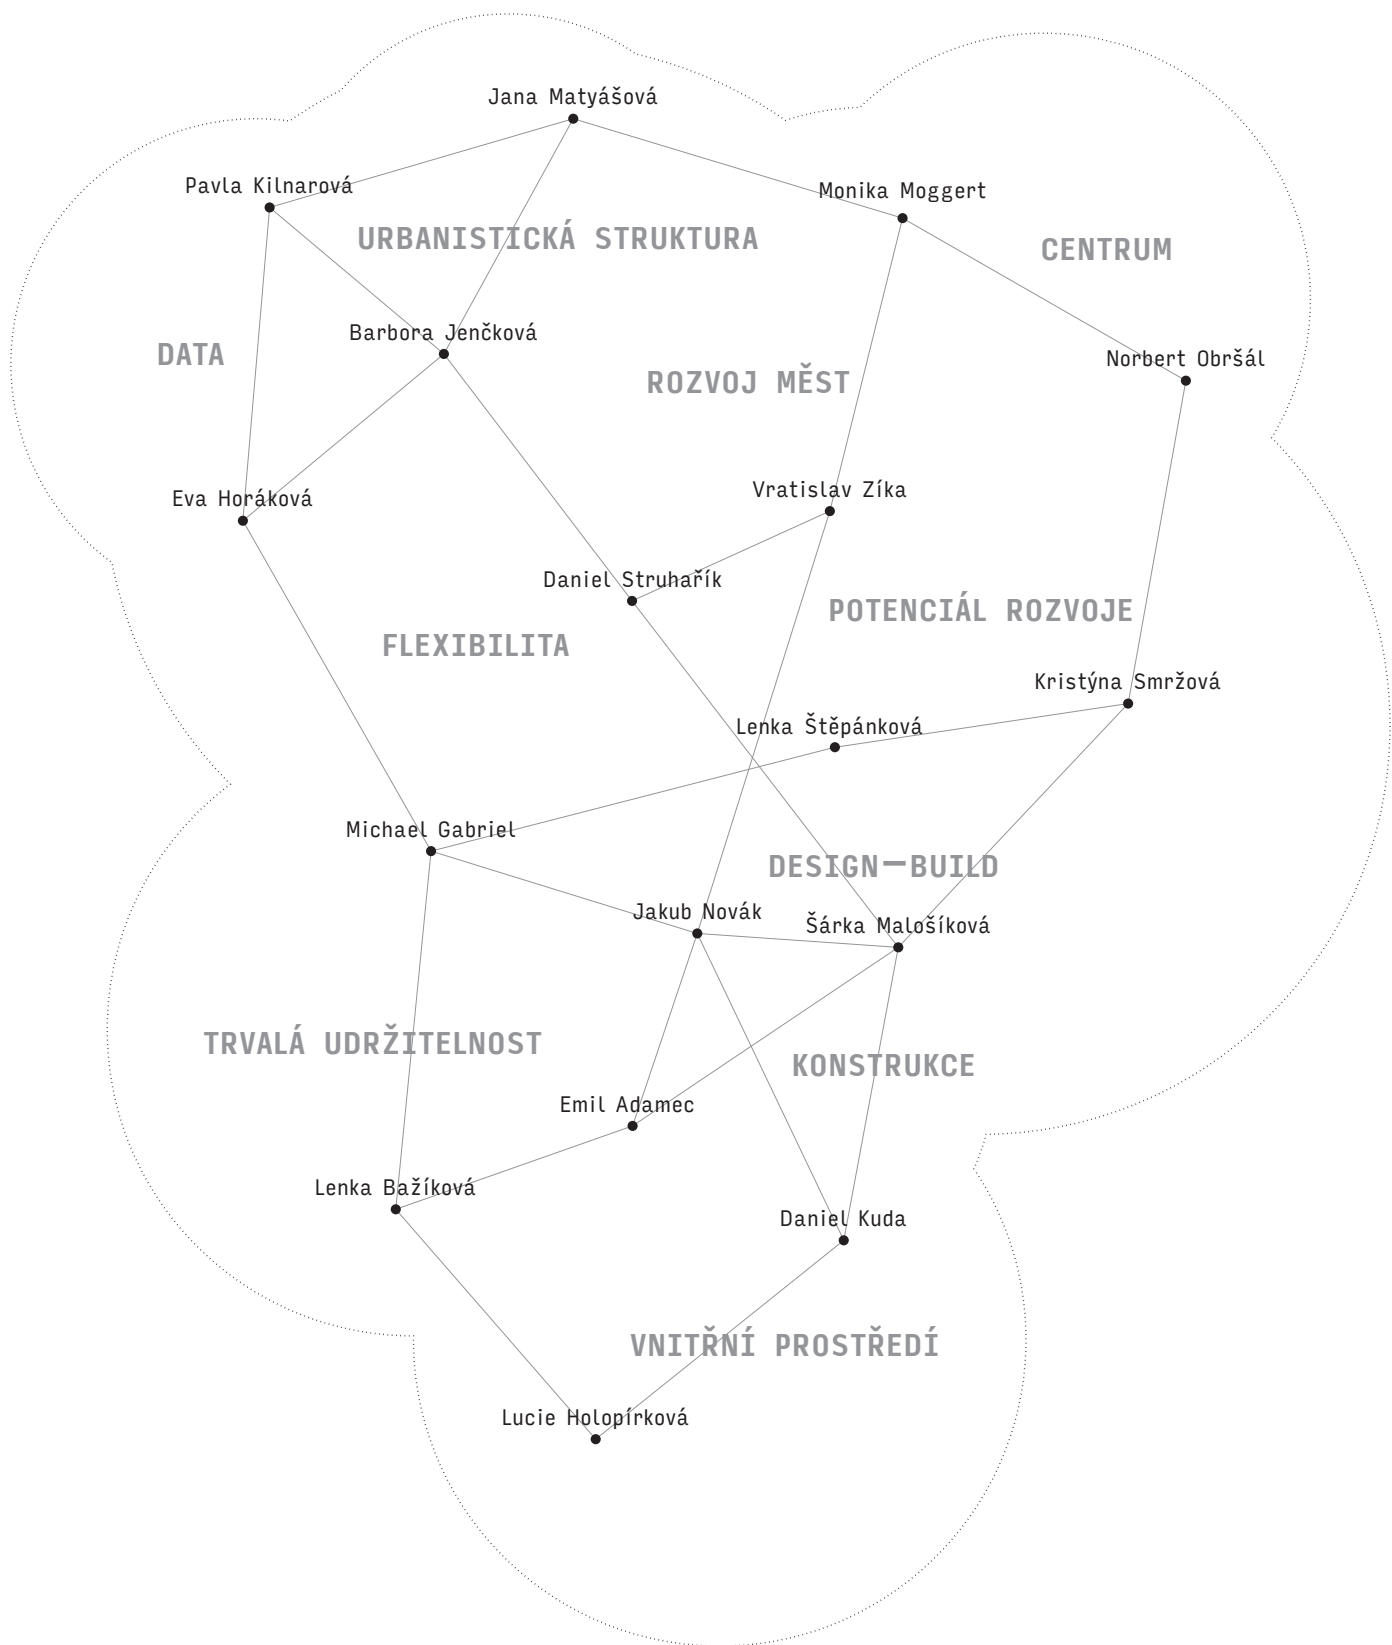 Jana Matyášová
Pavla Kilnarová
Monika Moggert
URBANISTICKÁ STRUKTURA
CENTRUM
Barbora Jenčková
DATA
Norbert Obršál
ROZVOJ MĚST
Vratislav Zíka
Eva Horáková
Daniel Struhařík
POTENCIÁL ROZVOJE
FLEXIBILITA
Kristýna Smržová
Lenka Štěpánková
Michael Gabriel
DESIGN—BUILD
Jakub Novák
Šárka Malošíková
TRVALÁ UDRŽITELNOST
KONSTRUKCE
Emil Adamec
Lenka Bažíková
Daniel Kuda
VNITŘNÍ PROSTŘEDÍ
Lucie Holopírková